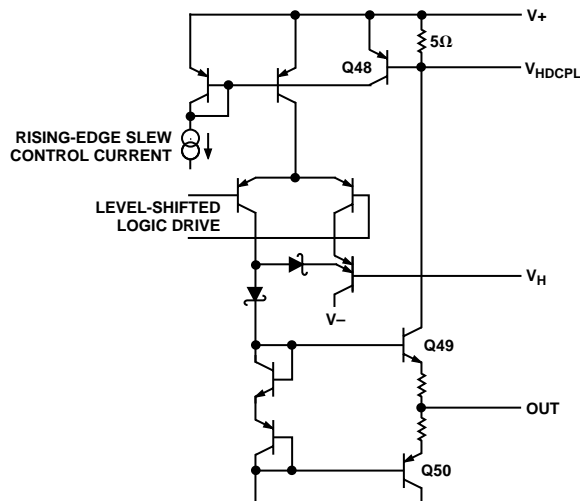 V+
5Ω
Q48
VHDCPL
RISING-EDGE SLEW
CONTROL CURRENT
LEVEL-SHIFTED
LOGIC DRIVE
VH
V–
Q49
OUT
Q50